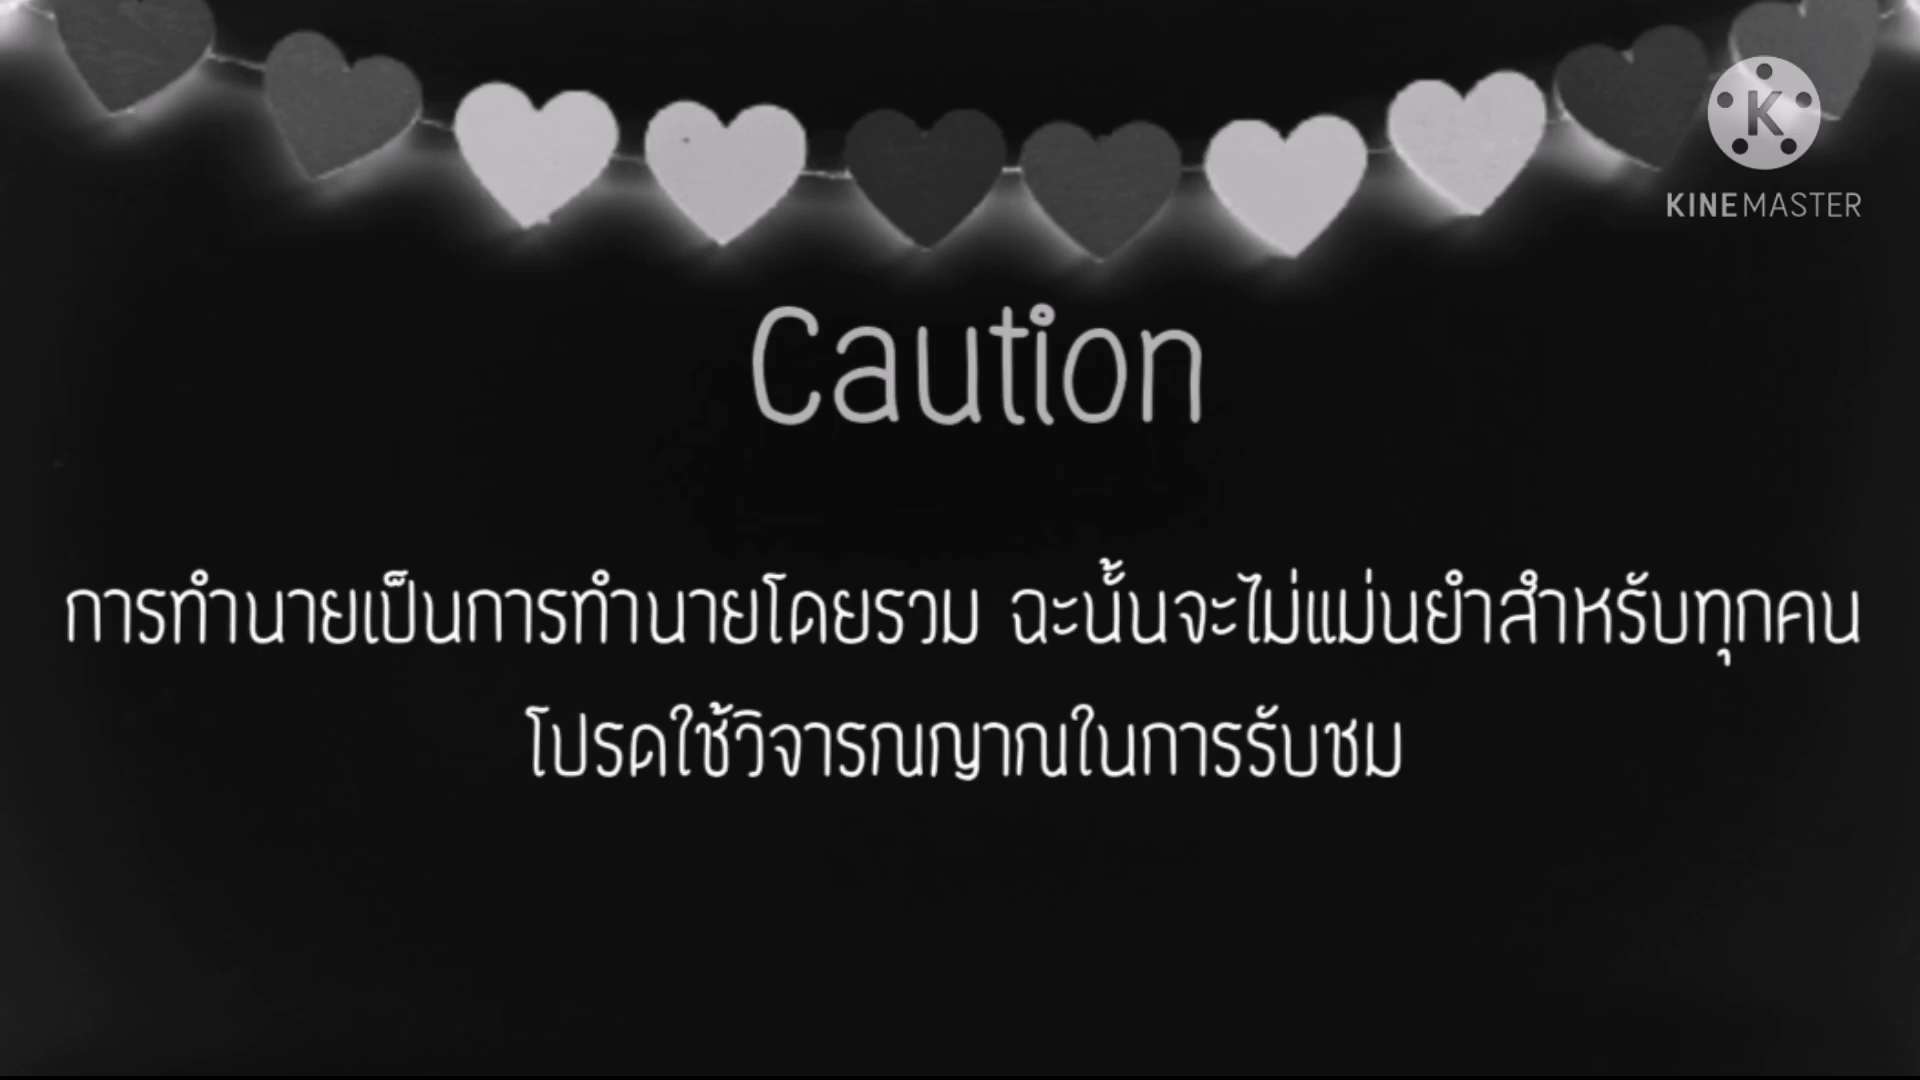 K
KINEMASTER
Caution
การทำนายเป็นการทำนายโดยรวม ฉะนั้นจะไม่แม่นยำสำหรับทุกคน
โปรดใช้วิจารณญาณในการรับชม